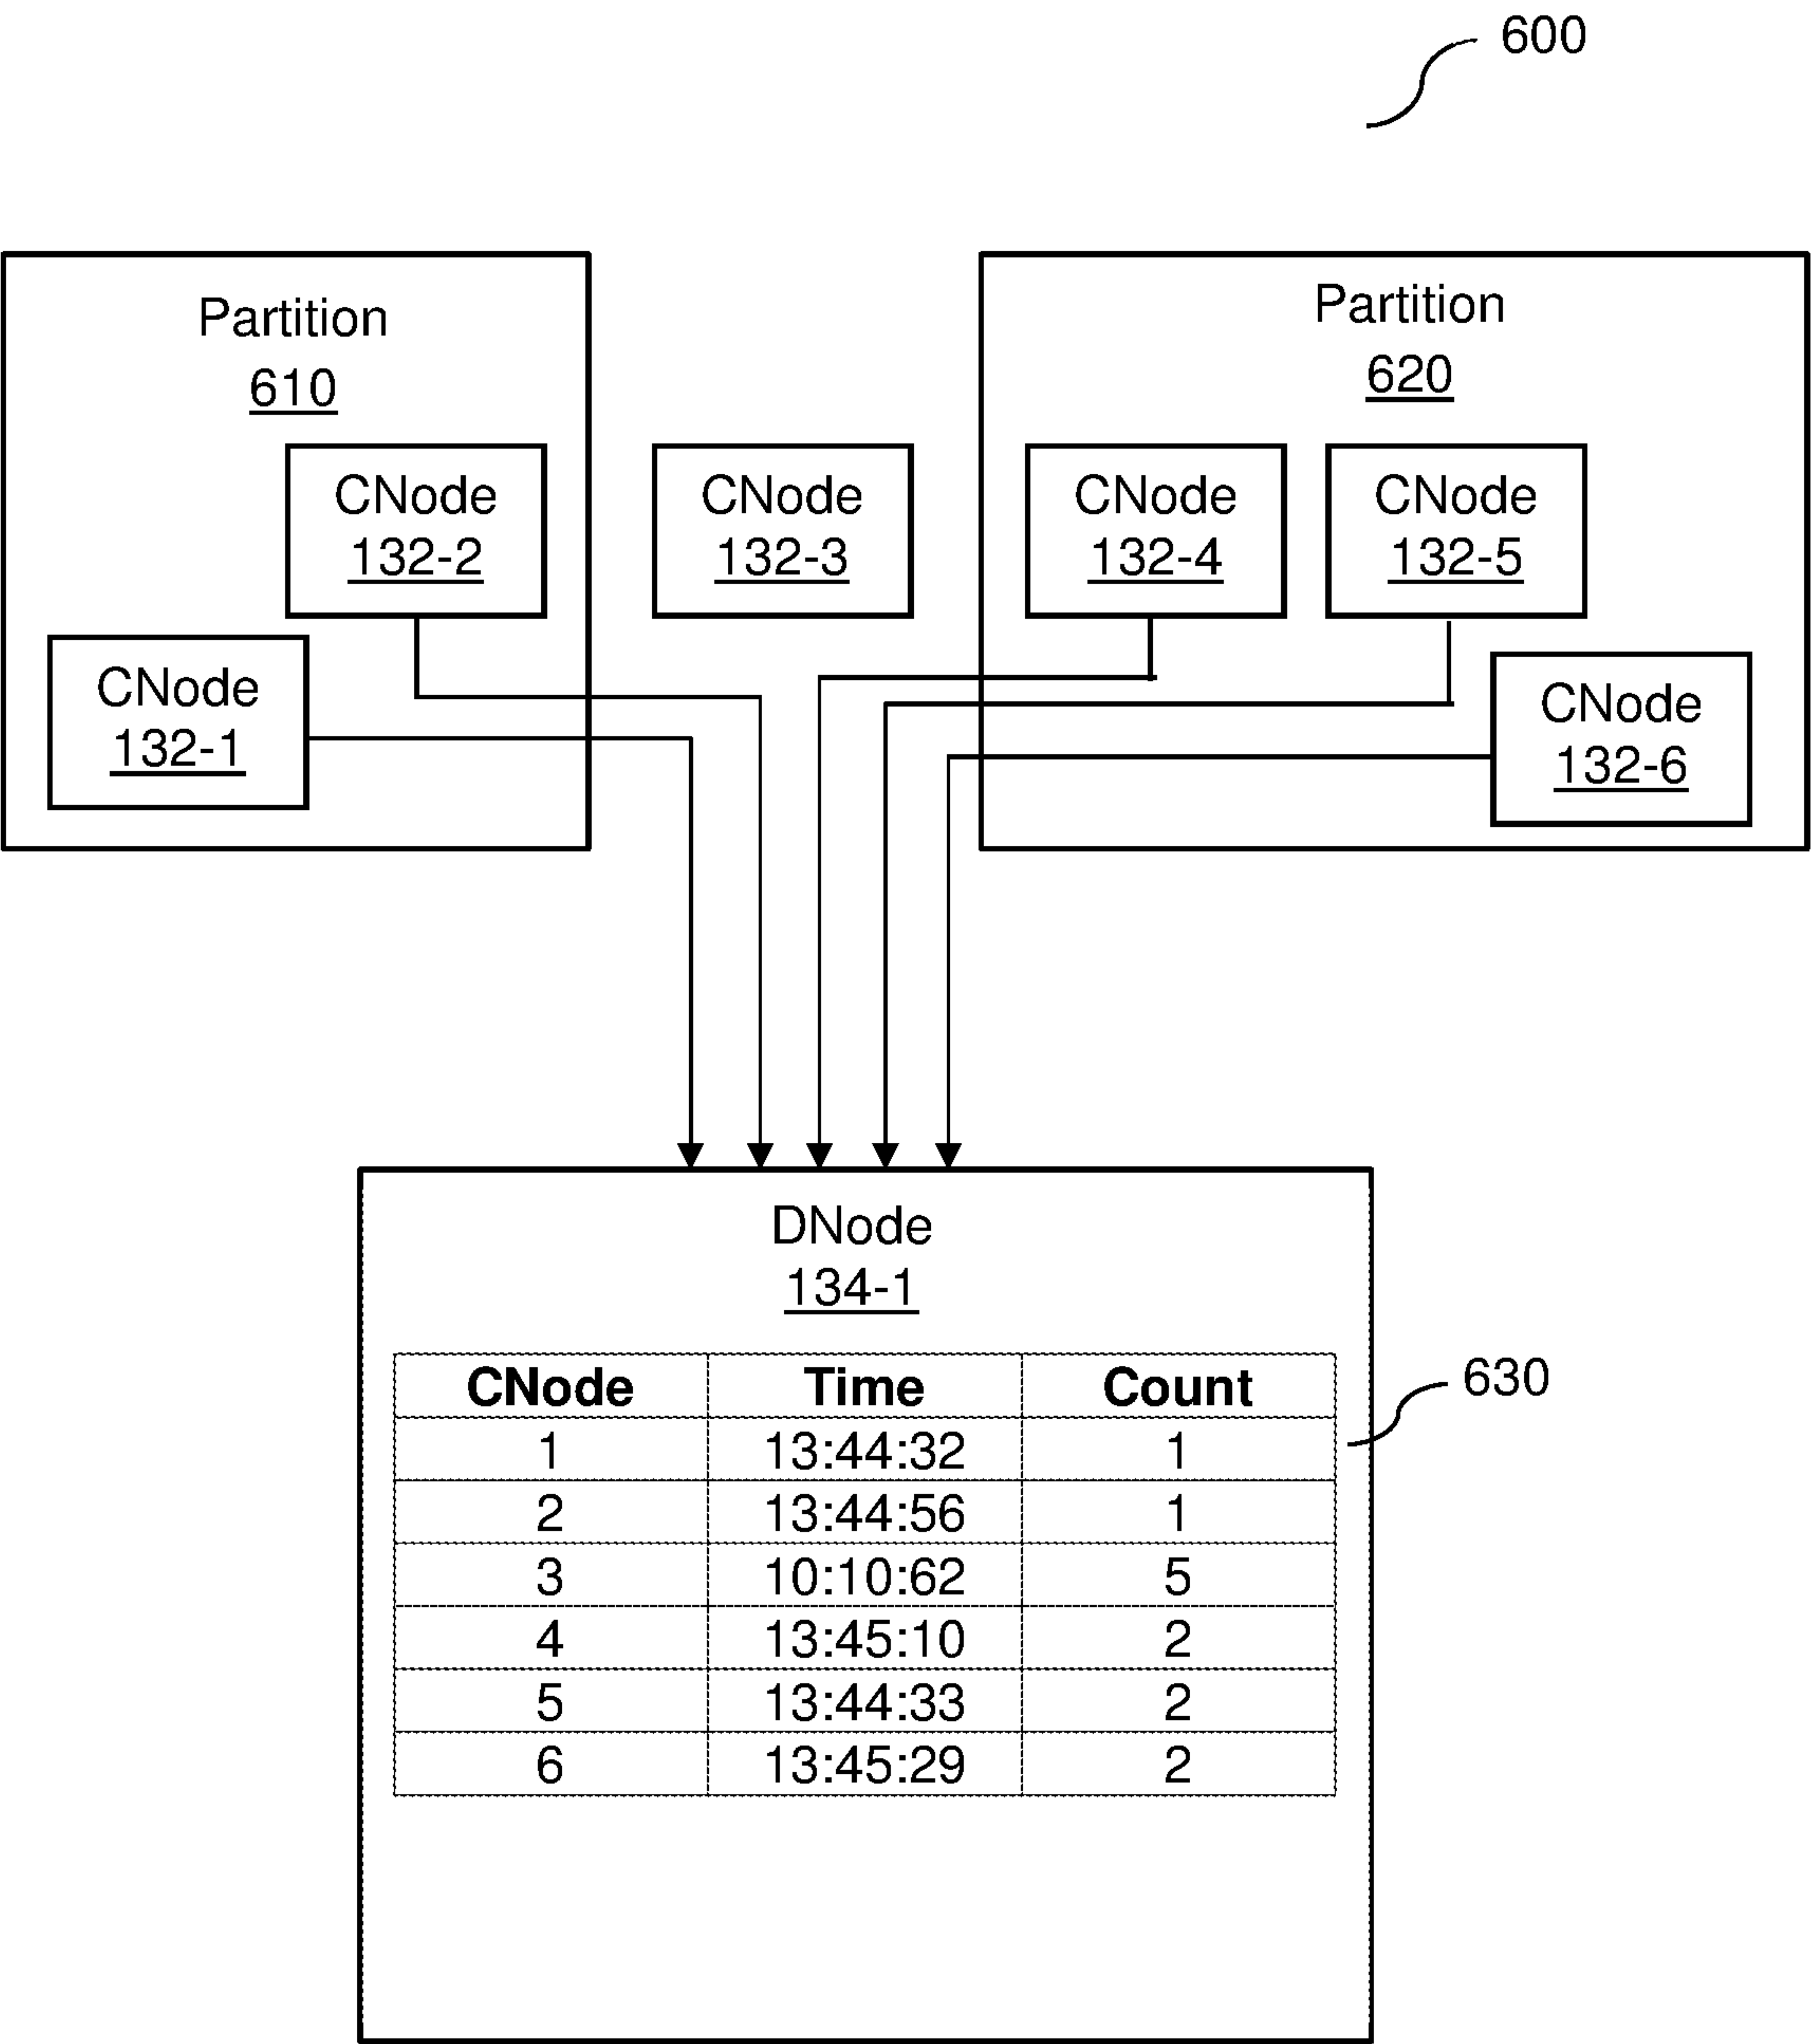 600
Partition
610
Partition
620
CNode
132-2
CNode
132-3
CNode
132-4
CNode
132-5
CNode
132-1
CNode
132-6
DNode
134-1
CNode Time Count
1 13:44:32 1
2 13:44:56 1
3 10:10:62 5
4 13:45:10 2
5 13:44:33 2
6 13:45:29 2
630